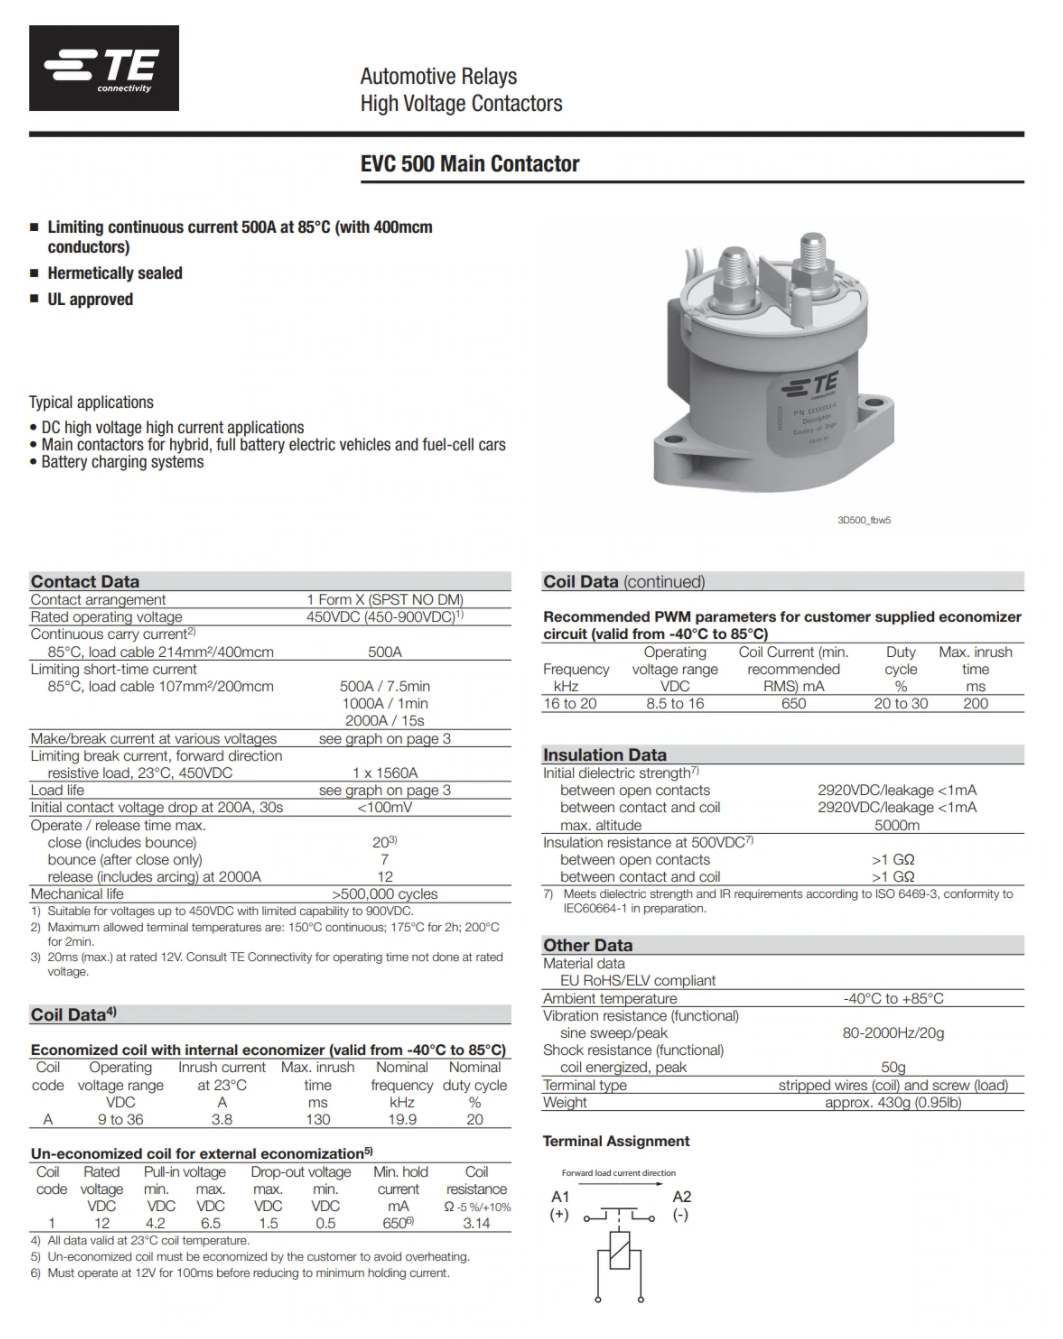 TE
connectivity
Automotive Relays
High Voltage Contactors
EVC 500 Main Contactor
■ Limiting continuous current 500A at 85°C (with 400mcm
conductors)
■ Hermetically sealed
■ UL approved
Typical applications
• DC high voltage high current applications
• Main contactors for hybrid, full battery electric vehicles and fuel-cell cars
• Battery charging systems
TE
connectivity
P/N XXXXXXX-X
Description
3D500_fbw5
Contact Data
Contact arrangement 1 Form X (SPST NO DM)
Rated operating voltage 450VDC (450-900VDC)1)
Continuous carry current2)
85°C, load cable 214mm²/400mcm 500A
Limiting short-time current
85°C, load cable 107mm²/200mcm 500A / 7.5min
1000A / 1min
2000A / 15s
Make/break current at various voltages see graph on page 3
Limiting break current, forward direction
resistive load, 23°C, 450VDC 1 x 1560A
Load life see graph on page 3
Initial contact voltage drop at 200A, 30s <100mV
Operate / release time max.
close (includes bounce) 203)
bounce (after close only) 7
release (includes arcing) at 2000A 12
Mechanical life >500,000 cycles
1) Suitable for voltages up to 450VDC with limited capability to 900VDC.
2) Maximum allowed terminal temperatures are: 150°C continuous; 175°C for 2h; 200°C
for 2min.
3) 20ms (max.) at rated 12V. Consult TE Connectivity for operating time not done at rated
voltage.
Coil Data4)
Economized coil with internal economizer (valid from -40°C to 85°C)
Coil Operating Inrush current Max. inrush Nominal Nominal
code voltage range at 23°C time frequency duty cycle
VDC A ms kHz %
A 9 to 36 3.8 130 19.9 20
Un-economized coil for external economization5)
Coil Rated Pull-in voltage Drop-out voltage Min. hold Coil
code voltage min. max. max. min. current resistance
VDC VDC VDC VDC VDC mA Ω -5 %/+10%
1 12 4.2 6.5 1.5 0.5 6506) 3.14
4) All data valid at 23°C coil temperature.
5) Un-economized coil must be economized by the customer to avoid overheating.
6) Must operate at 12V for 100ms before reducing to minimum holding current.
Coil Data (continued)
Recommended PWM parameters for customer supplied economizer
circuit (valid from -40°C to 85°C)
Operating Coil Current (min. Duty Max. inrush
Frequency voltage range recommended cycle time
kHz VDC RMS) mA % ms
16 to 20 8.5 to 16 650 20 to 30 200
Insulation Data
Initial dielectric strength7)
between open contacts 2920VDC/leakage <1mA
between contact and coil 2920VDC/leakage <1mA
max. altitude 5000m
Insulation resistance at 500VDC7)
between open contacts >1 GΩ
between contact and coil >1 GΩ
7) Meets dielectric strength and IR requirements according to ISO 6469-3, conformity to
IEC60664-1 in preparation.
Other Data
Material data
EU RoHS/ELV compliant
Ambient temperature -40°C to +85°C
Vibration resistance (functional)
sine sweep/peak 80-2000Hz/20g
Shock resistance (functional)
coil energized, peak 50g
Terminal type stripped wires (coil) and screw (load)
Weight approx. 430g (0.95lb)
Terminal Assignment
Forward load current direction
A1 A2
(+) (-)